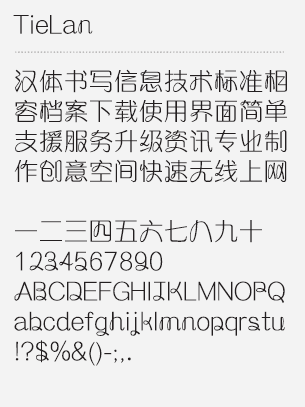 TieLan
汉体书写信息技术标准相
容档案下载使用界面简单
支援服务升级资讯专业制
作创意空间快速无线上网
一二三四五六七八九十
1234567890
ABCDEFGHIJKLMNOPQ
abcdefghijklmnopqrstu
!?$%&()-;,.